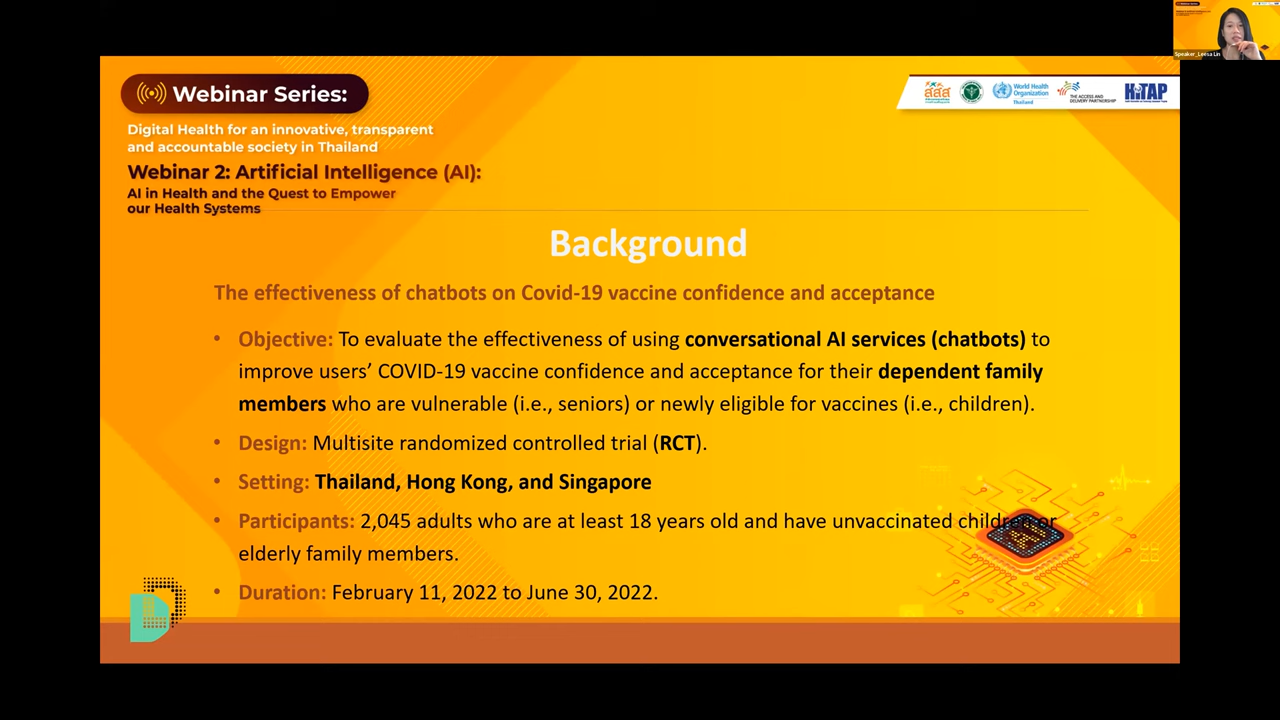 Webinar Series:
Digital Health for an innovative, transparent
and accountable society in Thailand
Webinar 2: Artificial Intelligence (AI):
AI in Health and the Quest to Empower
our Health Systems
สสส
World Health
Organization
Thailand
THE ACCESS AND
DELIVERY PARTNERSHIP
HITAP
Speaker_Leesa Lin
Background
The effectiveness of chatbots on Covid-19 vaccine confidence and acceptance
• Objective: To evaluate the effectiveness of using conversational AI services (chatbots) to
improve users’ COVID-19 vaccine confidence and acceptance for their dependent family
members who are vulnerable (i.e., seniors) or newly eligible for vaccines (i.e., children).
• Design: Multisite randomized controlled trial (RCT).
• Setting: Thailand, Hong Kong, and Singapore
• Participants: 2,045 adults who are at least 18 years old and have unvaccinated children or
elderly family members.
• Duration: February 11, 2022 to June 30, 2022.